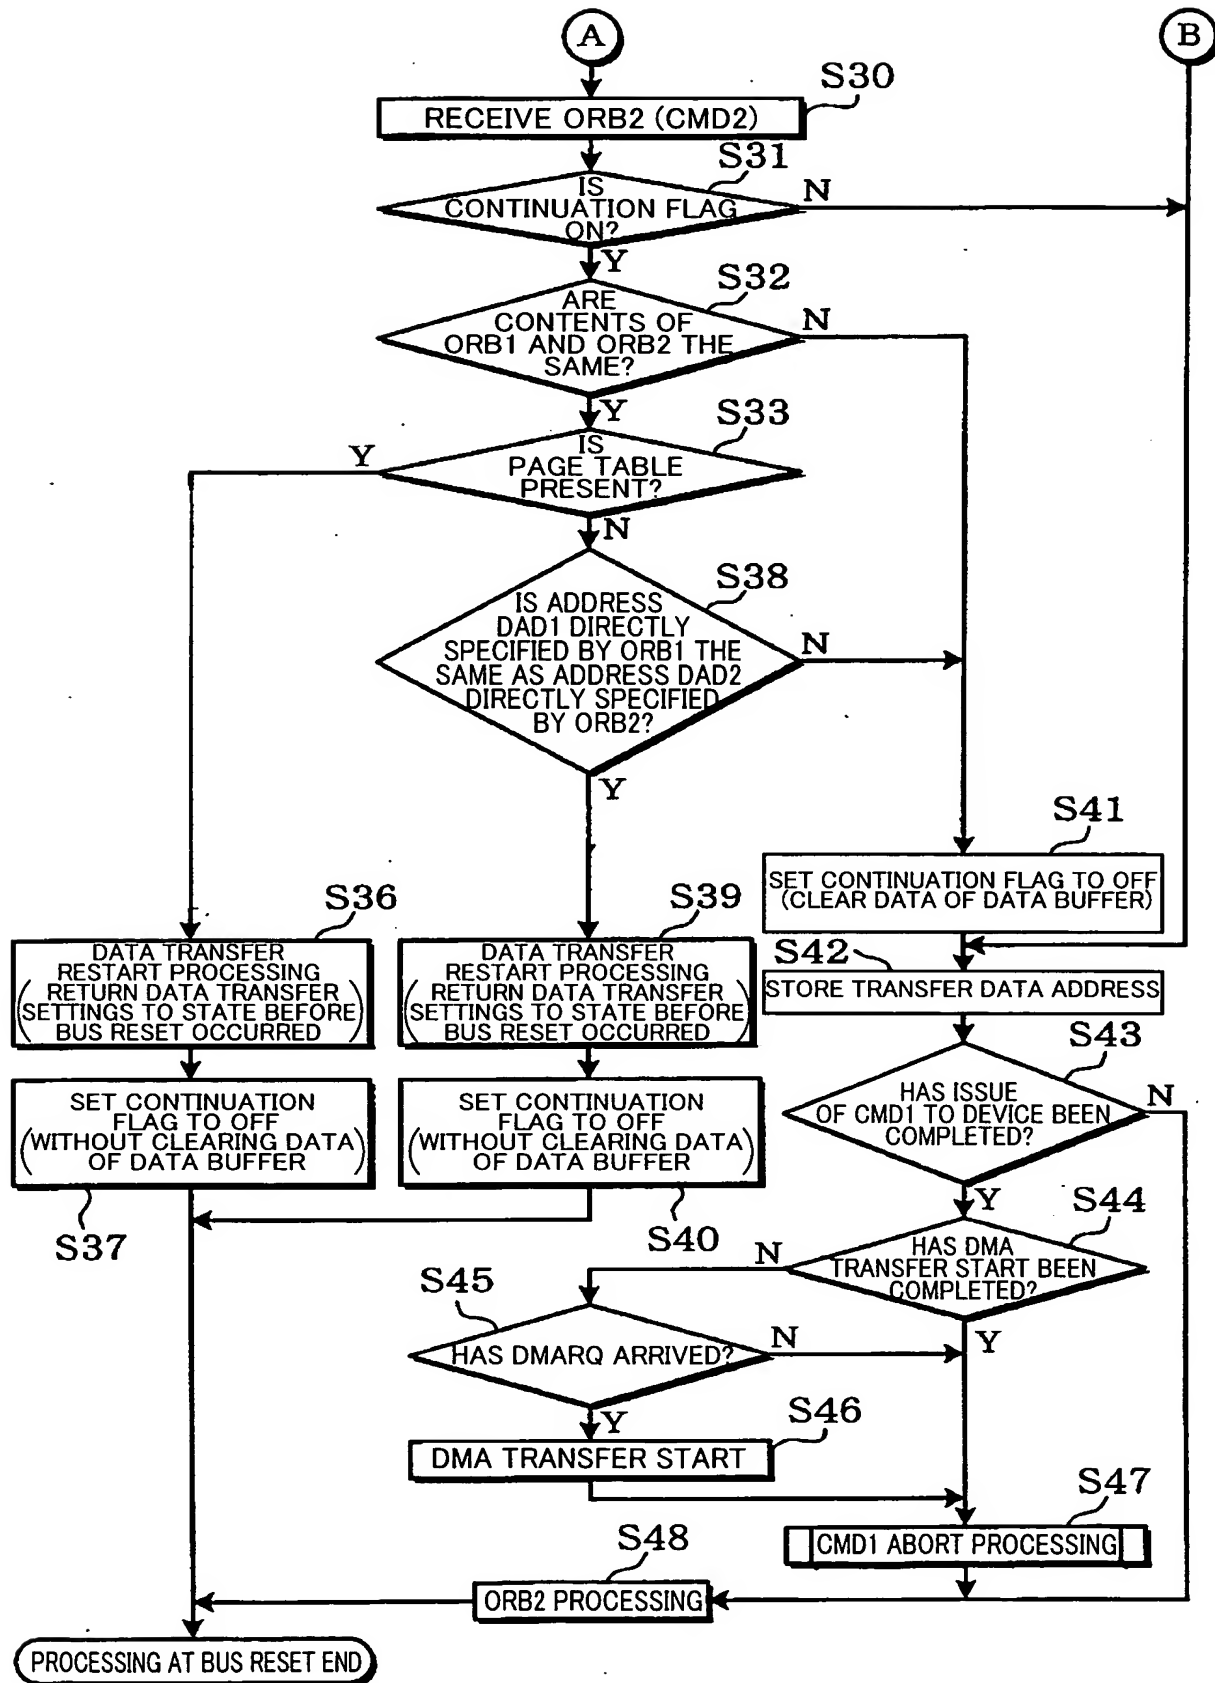 A
B
S30
RECEIVE ORB2 (CMD2)
S31
IS
CONTINUATION FLAG
ON?
N
Y
S32
ARE
CONTENTS OF
ORB1 AND ORB2 THE
SAME?
N
Y
S33
IS
PAGE TABLE
PRESENT?
Y
N
S38
IS ADDRESS
DAD1 DIRECTLY
SPECIFIED BY ORB1 THE
SAME AS ADDRESS DAD2
DIRECTLY SPECIFIED
BY ORB2?
N
Y
S41
SET CONTINUATION FLAG TO OFF
(CLEAR DATA OF DATA BUFFER)
S36
DATA TRANSFER
RESTART PROCESSING
(RETURN DATA TRANSFER
SETTINGS TO STATE BEFORE
BUS RESET OCCURRED)
S39
DATA TRANSFER
RESTART PROCESSING
(RETURN DATA TRANSFER
SETTINGS TO STATE BEFORE
BUS RESET OCCURRED)
S42
STORE TRANSFER DATA ADDRESS
SET CONTINUATION
FLAG TO OFF
(WITHOUT CLEARING DATA
OF DATA BUFFER)
S37
SET CONTINUATION
FLAG TO OFF
(WITHOUT CLEARING DATA
OF DATA BUFFER)
S40
S43
HAS ISSUE
OF CMD1 TO DEVICE BEEN
COMPLETED?
N
Y
S44
HAS DMA
TRANSFER START BEEN
COMPLETED?
N
Y
S45
HAS DMARQ ARRIVED?
N
Y
S46
DMA TRANSFER START
S47
CMD1 ABORT PROCESSING
S48
ORB2 PROCESSING
PROCESSING AT BUS RESET END